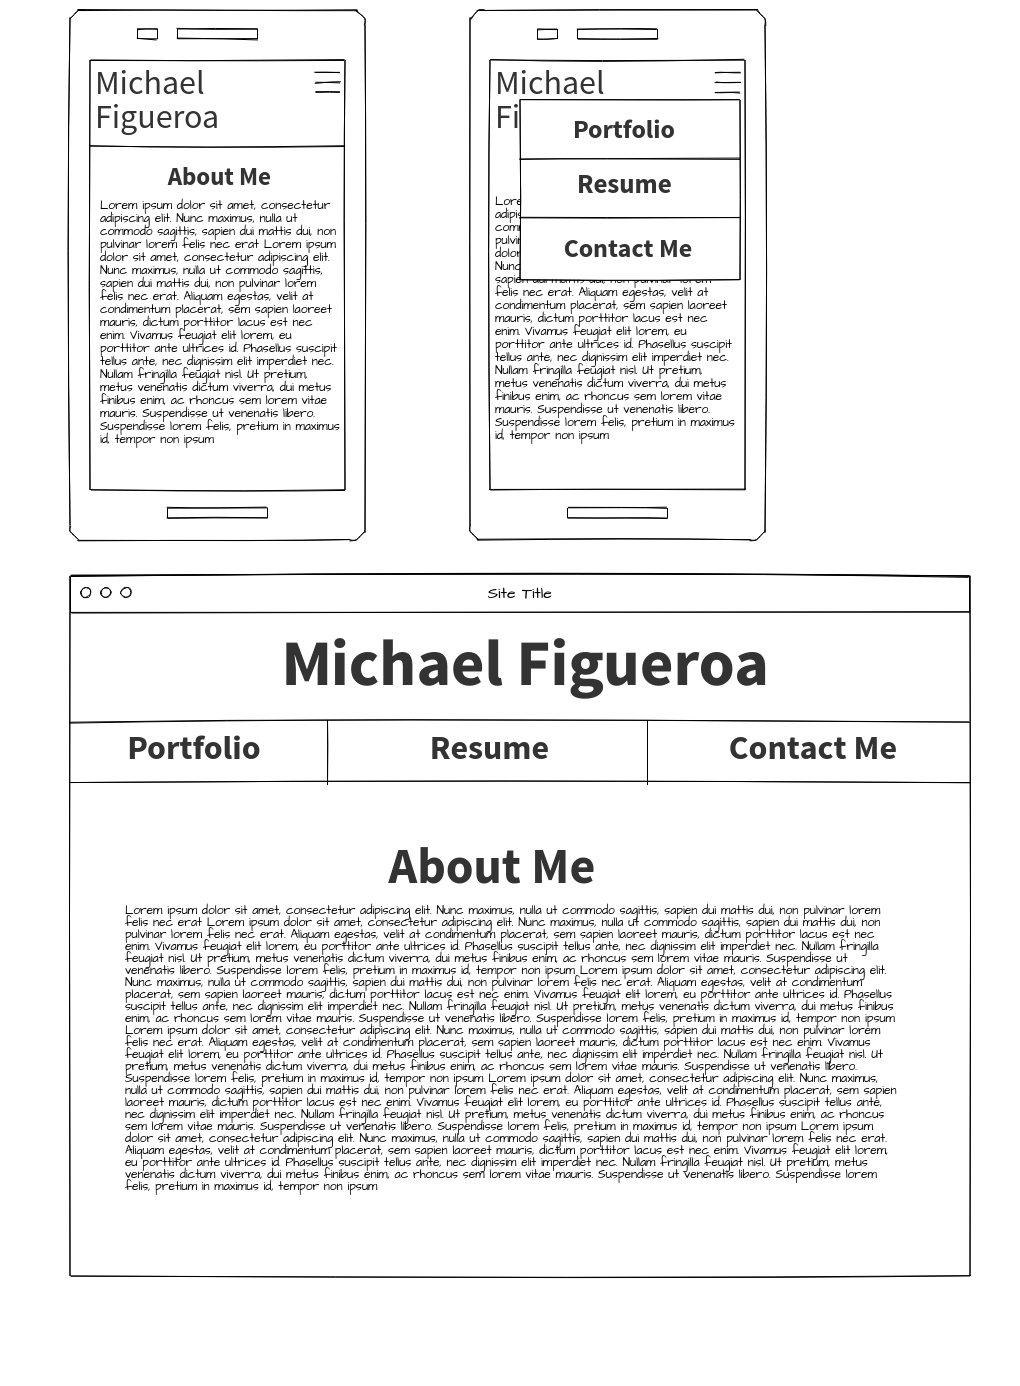 Michael
Figueroa
About Me
Lorem ipsum dolor sit amet, consectetur
adipiscing elit. Nunc maximus, nulla ut
commodo sagittis, sapien dui mattis dui, non
pulvinar lorem felis nec erat Lorem ipsum
dolor sit amet, consectetur adipiscing elit.
Nunc maximus, nulla ut commodo sagittis,
sapien dui mattis dui, non pulvinar lorem
felis nec erat. Aliquam egestas, velit at
condimentum placerat, sem sapien laoreet
mauris, dictum porttitor lacus est nec
enim. Vivamus feugiat elit lorem, eu
porttitor ante ultrices id. Phasellus suscipit
tellus ante, nec dignissim elit imperdiet nec.
Nullam fringilla feugiat nisl. Ut pretium,
metus venenatis dictum viverra, dui metus
finibus enim, ac rhoncus sem lorem vitae
mauris. Suspendisse ut venenatis libero.
Suspendisse lorem felis, pretium in maximus
id, tempor non ipsum
Michael
Fi
Portfolio
Resume
Contact Me
Lore
adipi
comm
pulvin
dolor
Nunc
sapien dui mattis dui, non pulvinar lorem
felis nec erat. Aliquam egestas, velit at
condimentum placerat, sem sapien laoreet
mauris, dictum porttitor lacus est nec
enim. Vivamus feugiat elit lorem, eu
porttitor ante ultrices id. Phasellus suscipit
tellus ante, nec dignissim elit imperdiet nec.
Nullam fringilla feugiat nisl. Ut pretium,
metus venenatis dictum viverra, dui metus
finibus enim, ac rhoncus sem lorem vitae
mauris. Suspendisse ut venenatis libero.
Suspendisse lorem felis, pretium in maximus
id, tempor non ipsum
Site Title
Michael Figueroa
Portfolio
Resume
Contact Me
About Me
Lorem ipsum dolor sit amet, consectetur adipiscing elit. Nunc maximus, nulla ut commodo sagittis, sapien dui mattis dui, non pulvinar lorem
felis nec erat Lorem ipsum dolor sit amet, consectetur adipiscing elit. Nunc maximus, nulla ut commodo sagittis, sapien dui mattis dui, non
pulvinar lorem felis nec erat. Aliquam egestas, velit at condimentum placerat, sem sapien laoreet mauris, dictum porttitor lacus est nec
enim. Vivamus feugiat elit lorem, eu porttitor ante ultrices id. Phasellus suscipit tellus ante, nec dignissim elit imperdiet nec. Nullam fringilla
feugiat nisl. Ut pretium, metus venenatis dictum viverra, dui metus finibus enim, ac rhoncus sem lorem vitae mauris. Suspendisse ut
venenatis libero. Suspendisse lorem felis, pretium in maximus id, tempor non ipsum Lorem ipsum dolor sit amet, consectetur adipiscing elit.
Nunc maximus, nulla ut commodo sagittis, sapien dui mattis dui, non pulvinar lorem felis nec erat. Aliquam egestas, velit at condimentum
placerat, sem sapien laoreet mauris, dictum porttitor lacus est nec enim. Vivamus feugiat elit lorem, eu porttitor ante ultrices id. Phasellus
suscipit tellus ante, nec dignissim elit imperdiet nec. Nullam fringilla feugiat nisl. Ut pretium, metus venenatis dictum viverra, dui metus finibus
enim, ac rhoncus sem lorem vitae mauris. Suspendisse ut venenatis libero. Suspendisse lorem felis, pretium in maximus id, tempor non ipsum
Lorem ipsum dolor sit amet, consectetur adipiscing elit. Nunc maximus, nulla ut commodo sagittis, sapien dui mattis dui, non pulvinar lorem
felis nec erat. Aliquam egestas, velit at condimentum placerat, sem sapien laoreet mauris, dictum porttitor lacus est nec enim. Vivamus
feugiat elit lorem, eu porttitor ante ultrices id. Phasellus suscipit tellus ante, nec dignissim elit imperdiet nec. Nullam fringilla feugiat nisl. Ut
pretium, metus venenatis dictum viverra, dui metus finibus enim, ac rhoncus sem lorem vitae mauris. Suspendisse ut venenatis libero.
Suspendisse lorem felis, pretium in maximus id, tempor non ipsum Lorem ipsum dolor sit amet, consectetur adipiscing elit. Nunc maximus,
nulla ut commodo sagittis, sapien dui mattis dui, non pulvinar lorem felis nec erat. Aliquam egestas, velit at condimentum placerat, sem sapien
laoreet mauris, dictum porttitor lacus est nec enim. Vivamus feugiat elit lorem, eu porttitor ante ultrices id. Phasellus suscipit tellus ante,
nec dignissim elit imperdiet nec. Nullam fringilla feugiat nisl. Ut pretium, metus venenatis dictum viverra, dui metus finibus enim, ac rhoncus
sem lorem vitae mauris. Suspendisse ut venenatis libero. Suspendisse lorem felis, pretium in maximus id, tempor non ipsum Lorem ipsum
dolor sit amet, consectetur adipiscing elit. Nunc maximus, nulla ut commodo sagittis, sapien dui mattis dui, non pulvinar lorem felis nec erat.
Aliquam egestas, velit at condimentum placerat, sem sapien laoreet mauris, dictum porttitor lacus est nec enim. Vivamus feugiat elit lorem,
eu porttitor ante ultrices id. Phasellus suscipit tellus ante, nec dignissim elit imperdiet nec. Nullam fringilla feugiat nisl. Ut pretium, metus
venenatis dictum viverra, dui metus finibus enim, ac rhoncus sem lorem vitae mauris. Suspendisse ut venenatis libero. Suspendisse lorem
felis, pretium in maximus id, tempor non ipsum